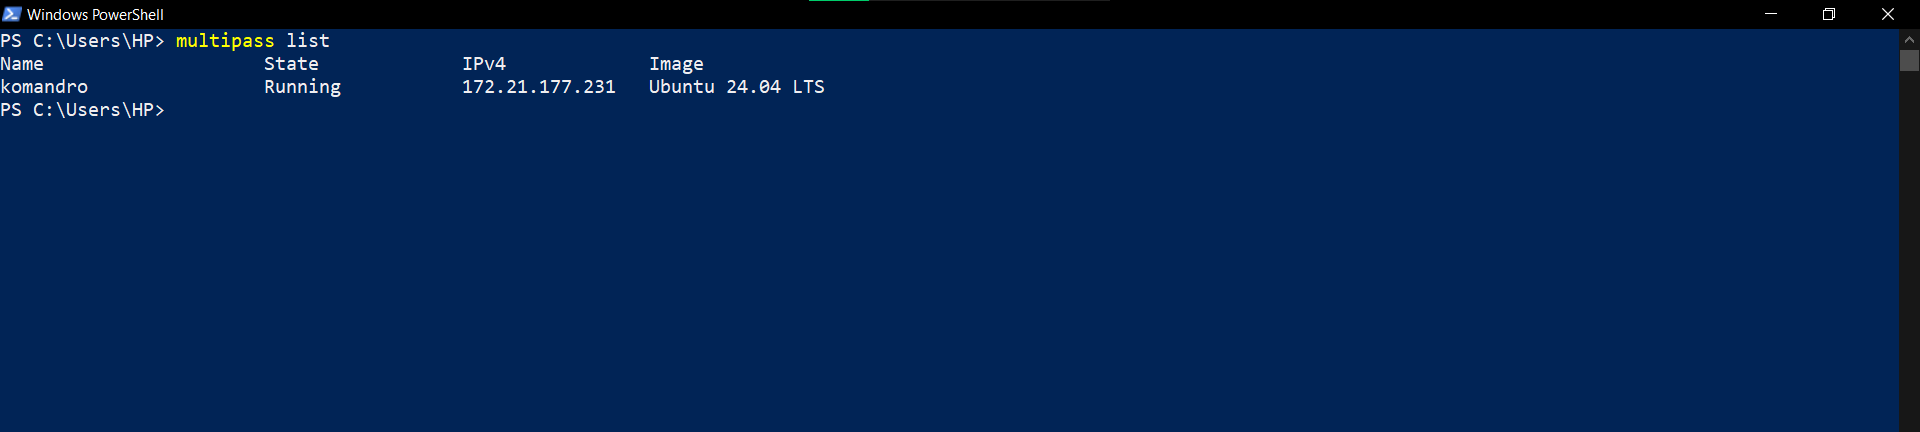 Windows PowerShell
PS C:\Users\HP> multipass list
Name                    State             IPv4             Image
komandro                Running           172.21.177.231   Ubuntu 24.04 LTS
PS C:\Users\HP>